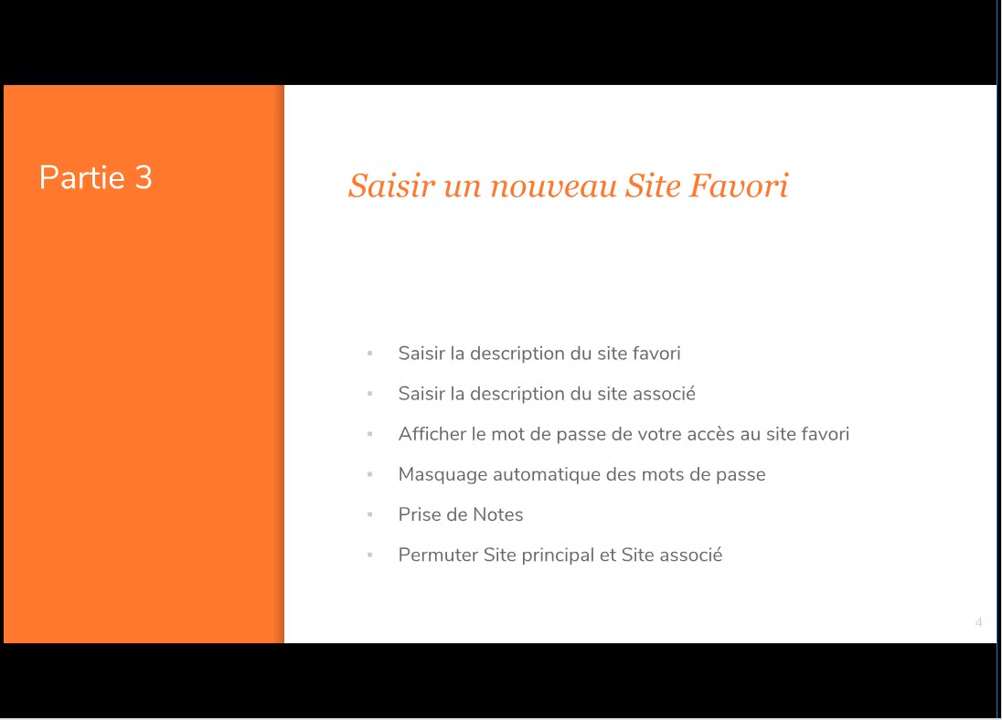 Partie 3
Saisir un nouveau Site Favori
Saisir la description du site favori
Saisir la description du site associé
Afficher le mot de passe de votre accès au site favori
Masquage automatique des mots de passe
Prise de Notes
Permuter Site principal et Site associé
4